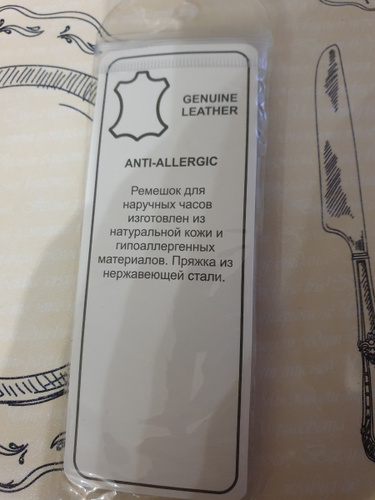 GENUINE
LEATHER
ANTI-ALLERGIC
Ремешок для
наручных часов
изготовлен из
натуральной кожи и
гипоаллергенных
материалов. Пряжка из
нержавеющей стали.